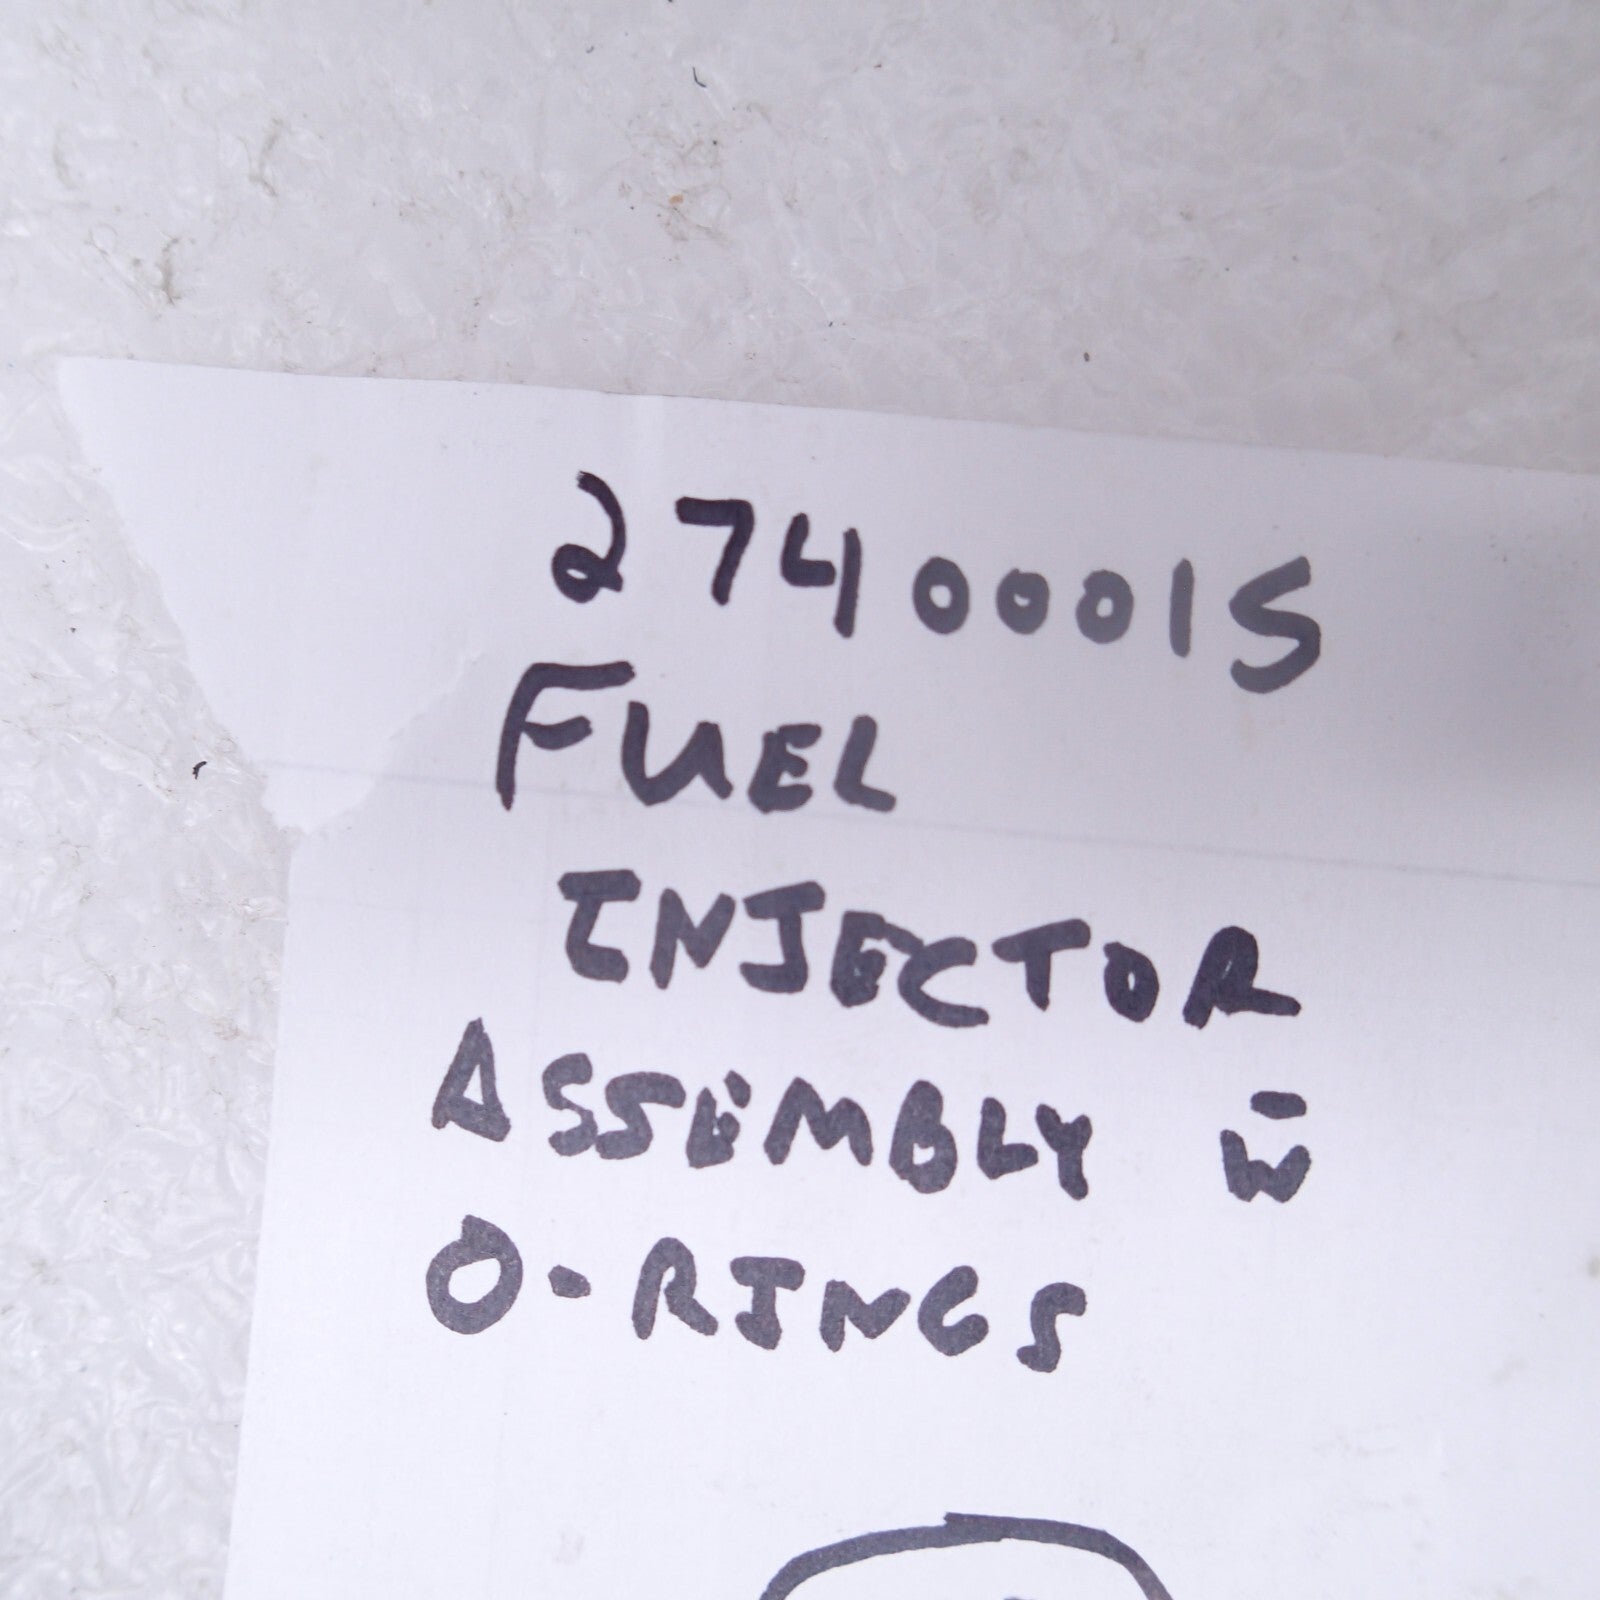 27400015
FUEL
INJECTOR
ASSEMBLY w̄
O-RINGS